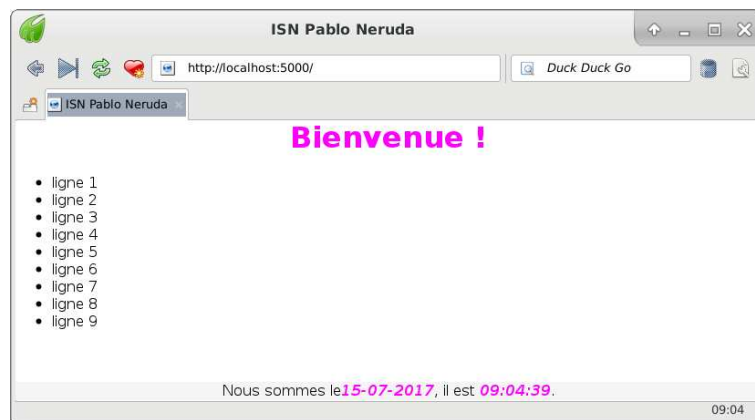 ISN Pablo Neruda
http://localhost:5000/
Duck Duck Go
ISN Pablo Neruda
Bienvenue !
ligne 1
ligne 2
ligne 3
ligne 4
ligne 5
ligne 6
ligne 7
ligne 8
ligne 9
Nous sommes le15-07-2017, il est 09:04:39.
09:04